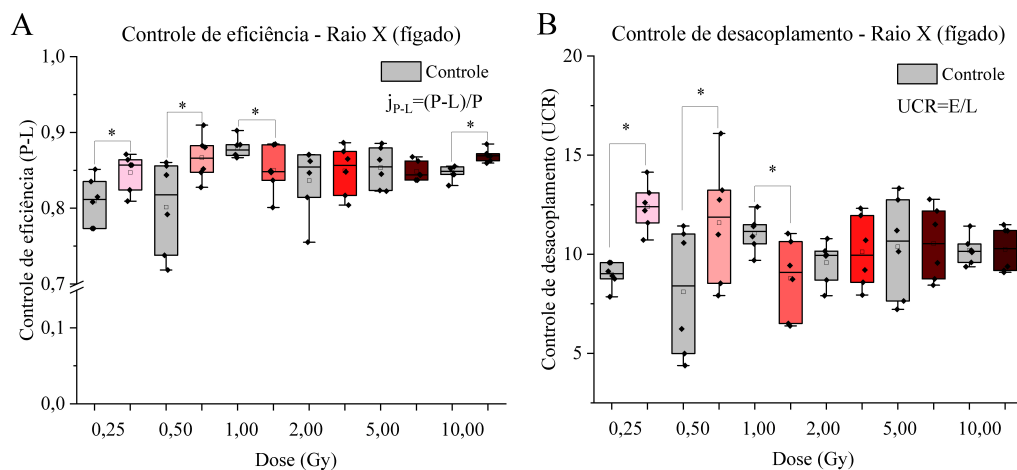 A
Controle de eficiência - Raio X (fígado)
Controle
j_P-L=(P-L)/P
Controle de eficiência (P-L)
1,0
0,9
0,8
0,7
0,1
0,0
*
*
*
*
0,25
0,50
1,00
2,00
5,00
10,00
Dose (Gy)
B
Controle de desacoplamento - Raio X (fígado)
Controle
UCR=E/L
Controle de desacoplamento (UCR)
20
15
10
5
*
*
*
0,25
0,50
1,00
2,00
5,00
10,00
Dose (Gy)